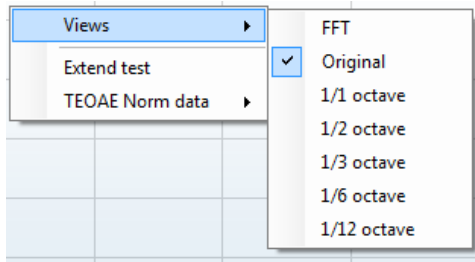 Views
Extend test
TEOAE Norm data
FFT
Original
1/1 octave
1/2 octave
1/3 octave
1/6 octave
1/12 octave